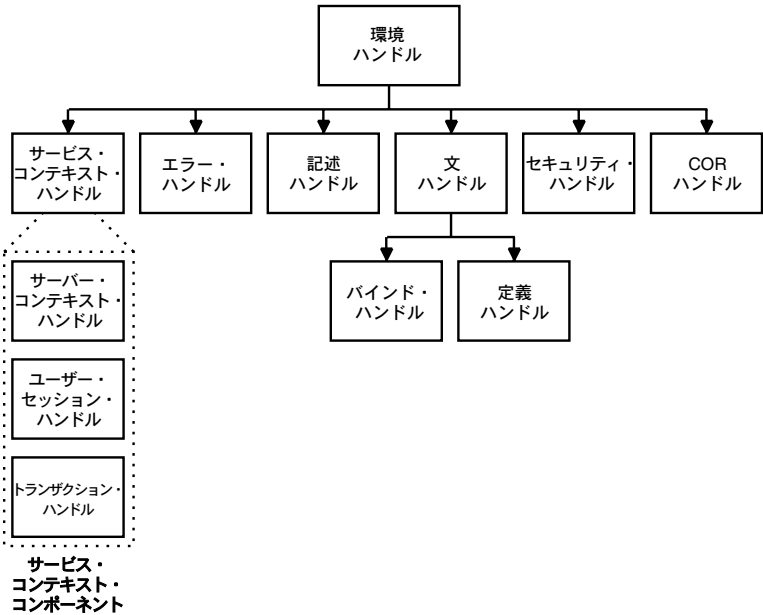 環境
ハンドル
サービス・
コンテキスト・
ハンドル
エラー・
ハンドル
記述
ハンドル
文
ハンドル
セキュリティ・
ハンドル
COR
ハンドル
サーバー・
コンテキスト・
ハンドル
バインド・
ハンドル
定義
ハンドル
ユーザー・
セッション・
ハンドル
トランザクション・
ハンドル
サービス・
コンテキスト・
コンポーネント